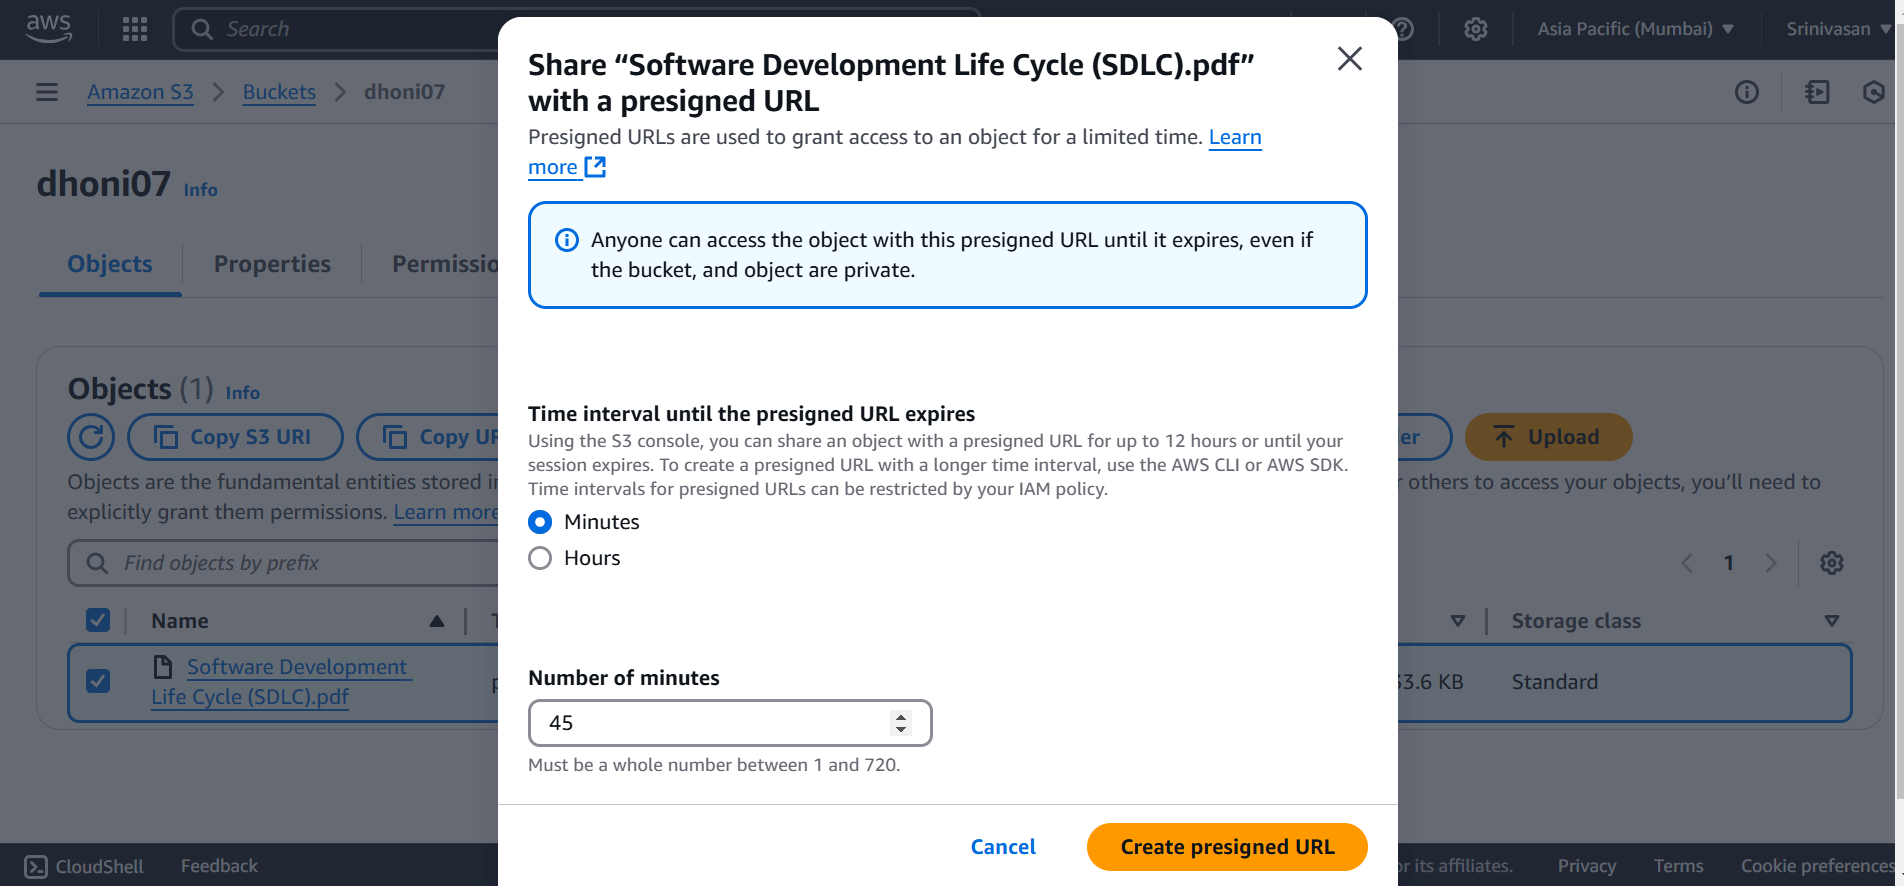 aws
Search
Asia Pacific (Mumbai)
Srinivasan
Amazon S3
Buckets
dhoni07
dhoni07 Info
Objects
Properties
Permissio
Objects (1) Info
Copy S3 URI
Copy UR
er
Upload
Objects are the fundamental entities stored in
others to access your objects, you’ll need to
explicitly grant them permissions. Learn more
Find objects by prefix
1
Name
Storage class
Software Development
Life Cycle (SDLC).pdf
3.6 KB
Standard
Share “Software Development Life Cycle (SDLC).pdf”
with a presigned URL
Presigned URLs are used to grant access to an object for a limited time. Learn
more
Anyone can access the object with this presigned URL until it expires, even if
the bucket, and object are private.
Time interval until the presigned URL expires
Using the S3 console, you can share an object with a presigned URL for up to 12 hours or until your
session expires. To create a presigned URL with a longer time interval, use the AWS CLI or AWS SDK.
Time intervals for presigned URLs can be restricted by your IAM policy.
Minutes
Hours
Number of minutes
45
Must be a whole number between 1 and 720.
Cancel
Create presigned URL
CloudShell
Feedback
or its affiliates.
Privacy
Terms
Cookie preferences